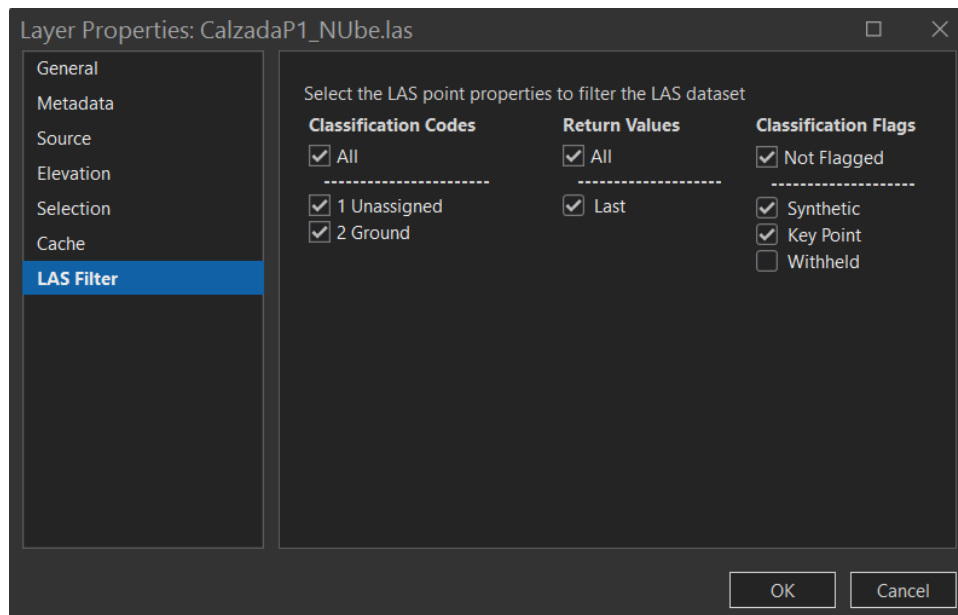 Layer Properties: CalzadaP1_NUbe.las
General
Metadata
Source
Elevation
Selection
Cache
LAS Filter
Select the LAS point properties to filter the LAS dataset
Classification Codes
All
1 Unassigned
2 Ground
Return Values
All
Last
Classification Flags
Not Flagged
Synthetic
Key Point
Withheld
OK
Cancel